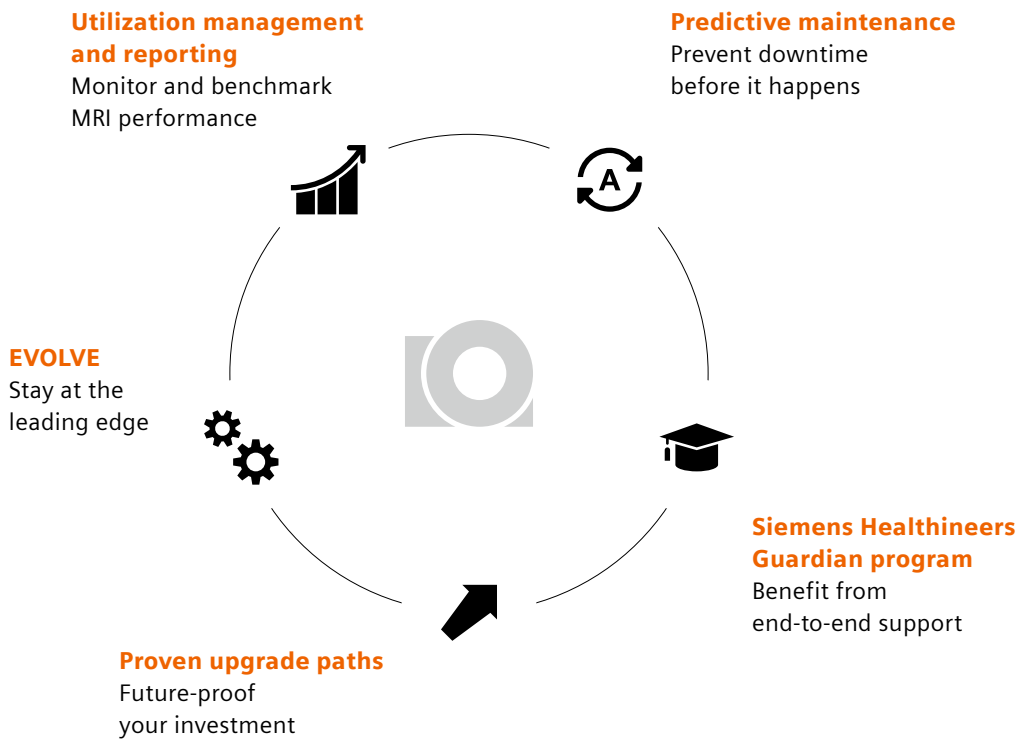 Utilization management
and reporting
Monitor and benchmark
MRI performance
Predictive maintenance
Prevent downtime
before it happens
A
EVOLVE
Stay at the
leading edge
Siemens Healthineers
Guardian program
Benefit from
end-to-end support
Proven upgrade paths
Future-proof
your investment